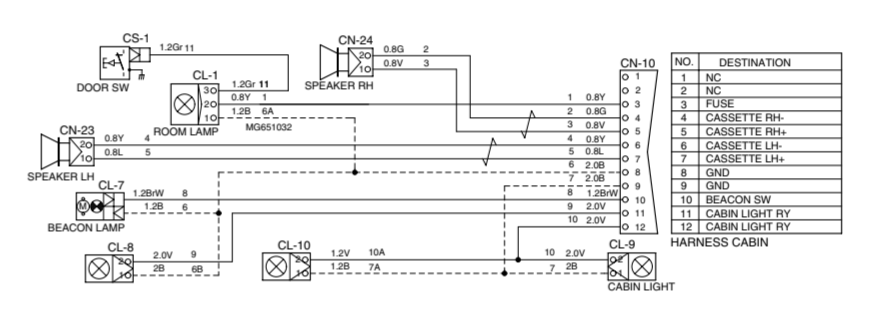 CS-1
1.2Gr 11
DOOR SW
CL-1
3
2
1
1.2Gr 11
0.8Y 1
1.2B 6A
ROOM LAMP
MG651032
CN-24
2
1
0.8G 2
0.8V 3
SPEAKER RH
CN-23
2
1
0.8Y 4
0.8L 5
SPEAKER LH
CL-7
M
1.2BrW 8
1.2B 6
BEACON LAMP
CL-8
2
1
2.0V 9
2B 6B
CL-10
2
1
1.2V 10A
1.2B 7A
10 2.0V
7 2B
CL-9
2
1
CABIN LIGHT
CN-10
1
2
1 0.8Y 3
2 0.8G 4
3 0.8V 5
4 0.8Y 6
5 0.8L 7
6 2.0B 8
7 2.0B 9
8 1.2BrW 10
9 2.0V 11
10 2.0V 12
NO. DESTINATION
1 NC
2 NC
3 FUSE
4 CASSETTE RH-
5 CASSETTE RH+
6 CASSETTE LH-
7 CASSETTE LH+
8 GND
9 GND
10 BEACON SW
11 CABIN LIGHT RY
12 CABIN LIGHT RY
HARNESS CABIN